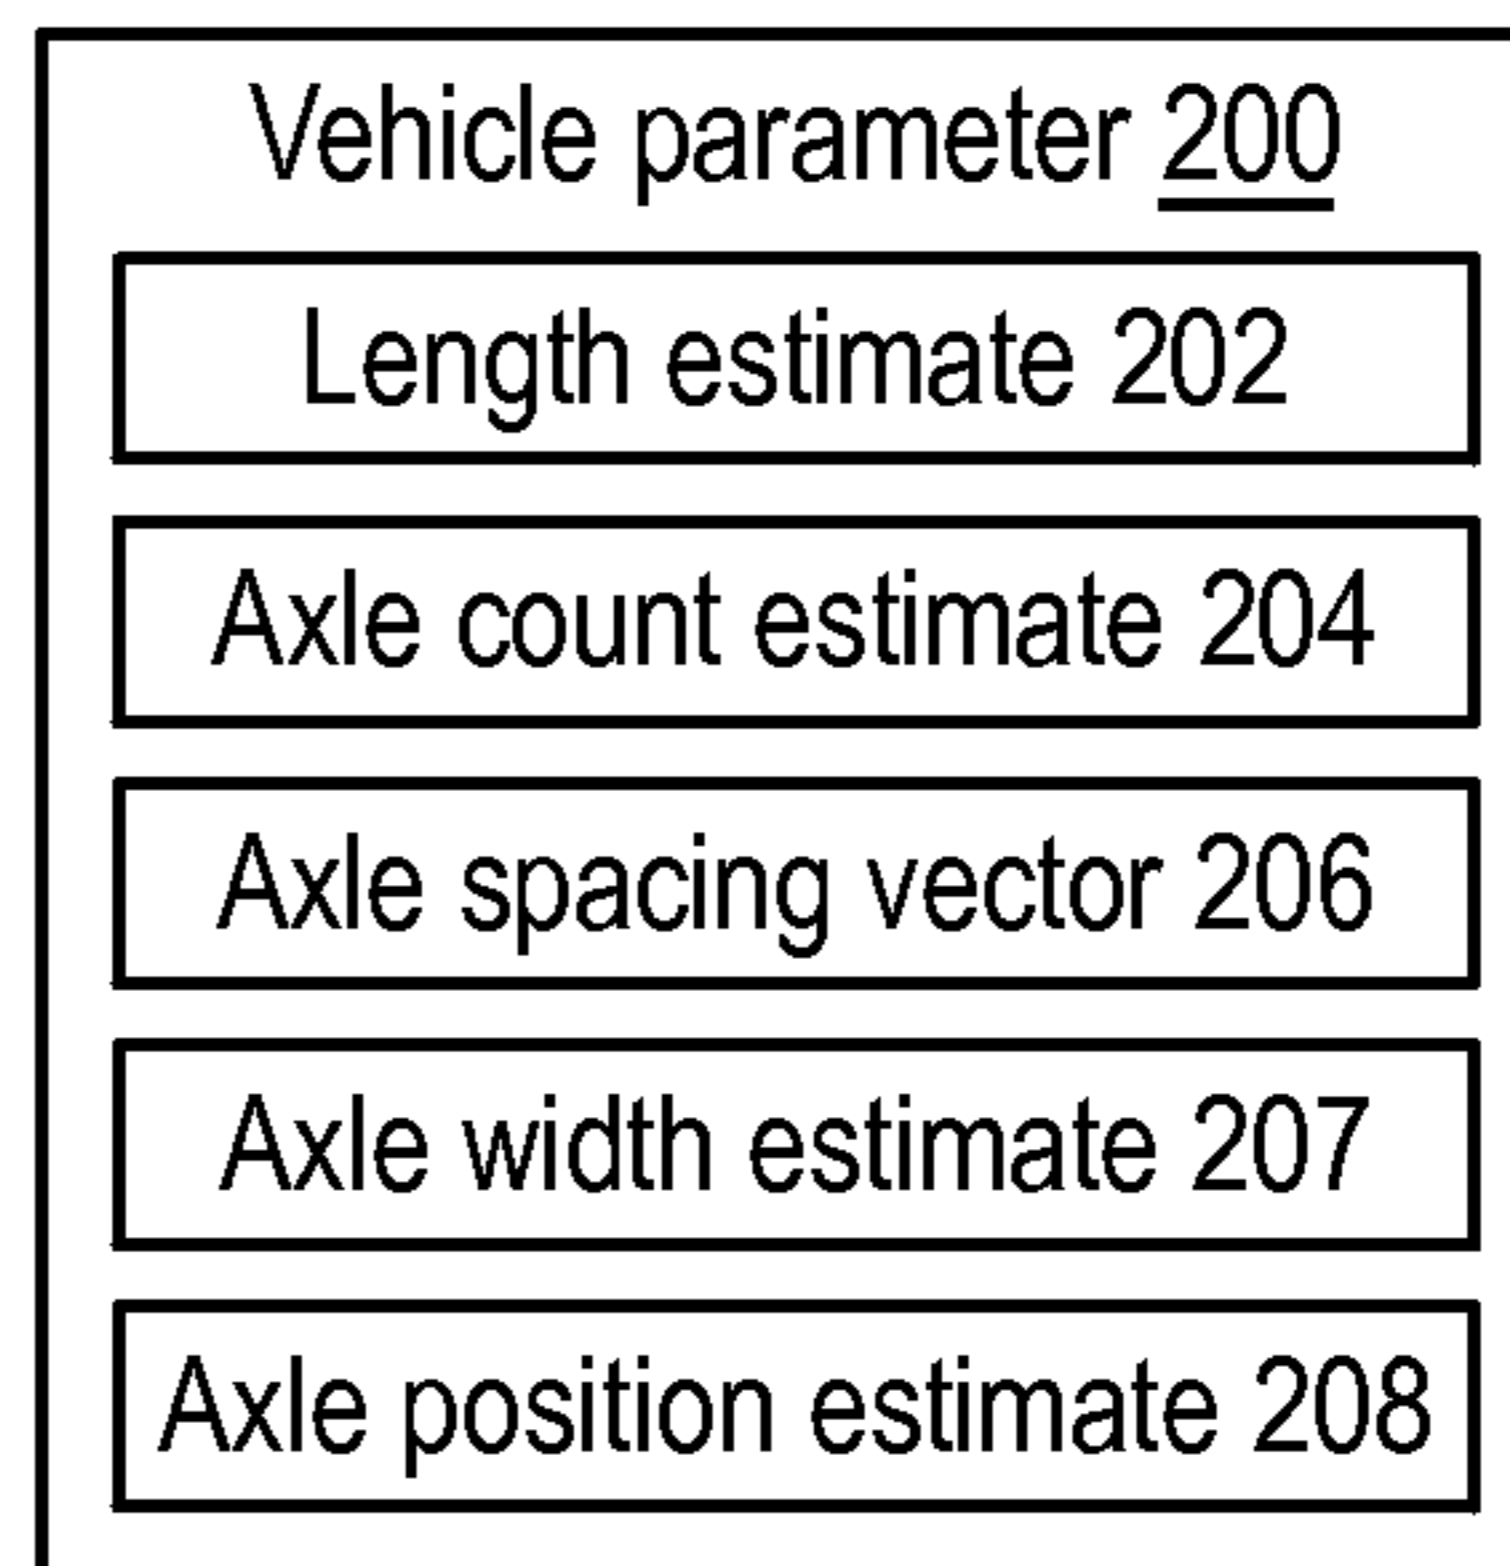 Vehicle parameter 200
Length estimate 202
Axle count estimate 204
Axle spacing vector 206
Axle width estimate 207
Axle position estimate 208